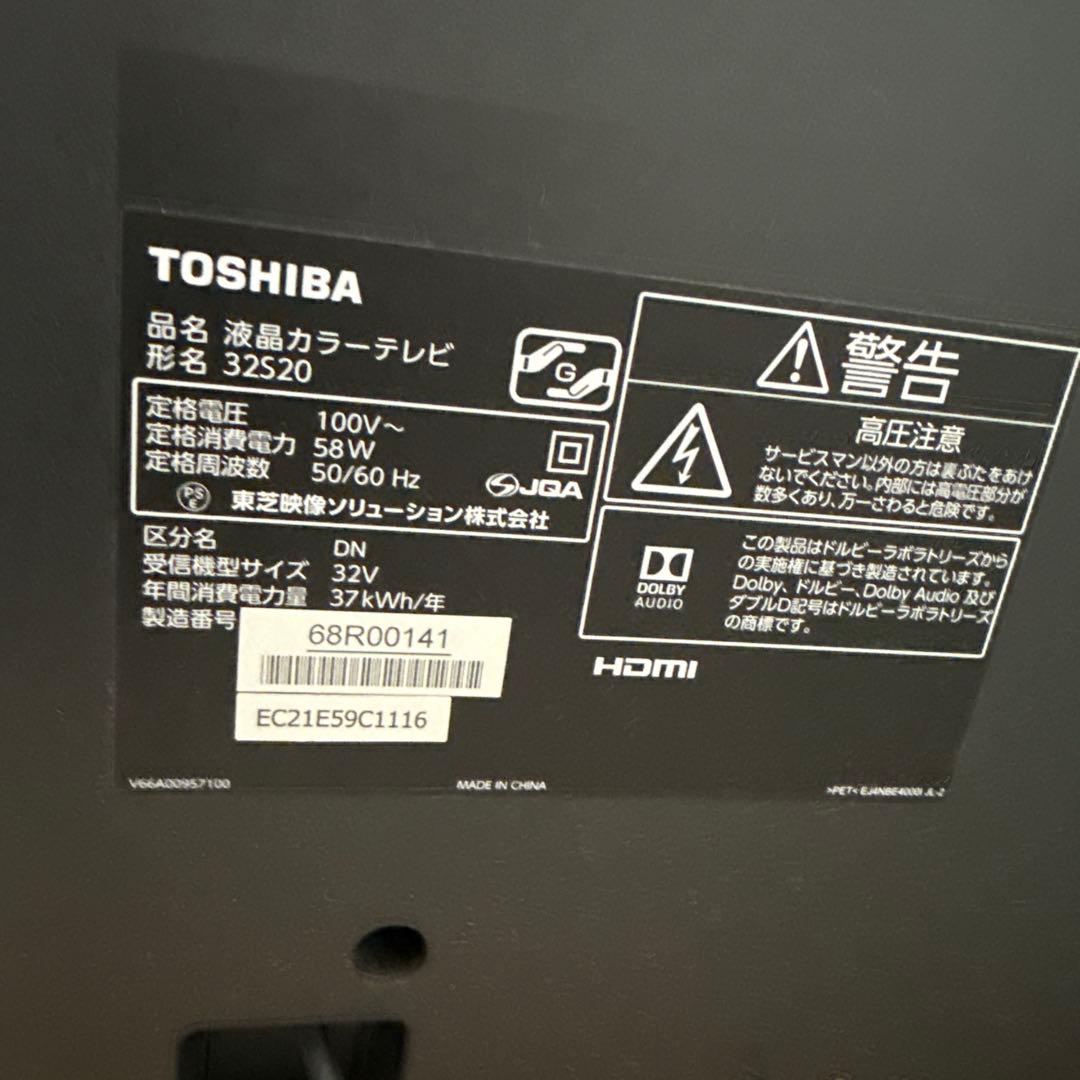 TOSHIBA
品名 液晶カラーテレビ
形名 32S20
G
定格電圧 100V～
定格消費電力 58W
定格周波数 50/60 Hz
JQA
PS
E
東芝映像ソリューション株式会社
区分名 DN
受信機型サイズ 32V
年間消費電力量 37kWh/年
製造番号
68R00141
EC21E59C1116
警告
高圧注意
サービスマン以外の方は裏ぶたをあけ
ないでください。内部には高電圧部分が
数多くあり、万一さわると危険です。
DOLBY
AUDIO
この製品はドルビーラボラトリーズから
の実施権に基づき製造されています。
Dolby、ドルビー、Dolby Audio 及び
ダブルD記号はドルビーラボラトリーズ
の商標です。
HDMI
V66A00957100
MADE IN CHINA
>PET< EJ4NBE4000I JL-2